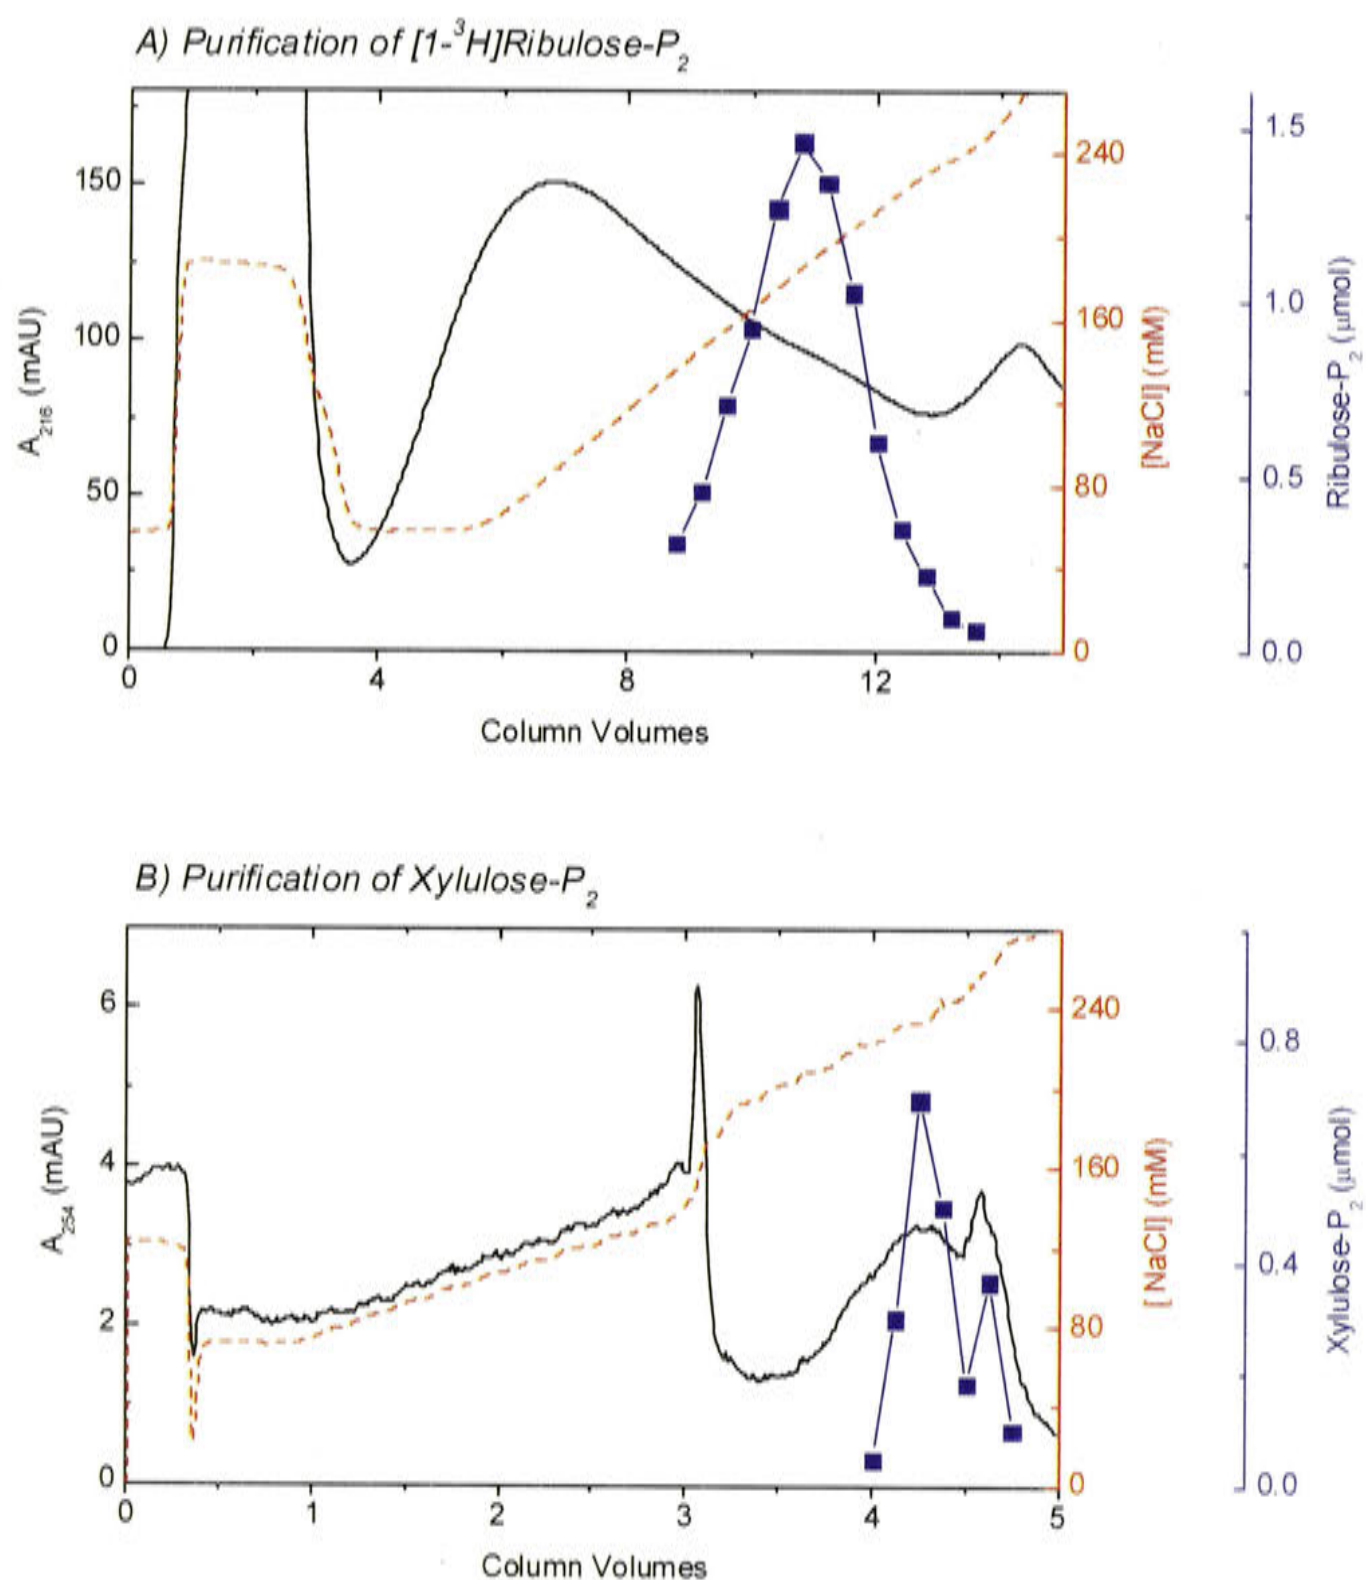 A) Purification of [1-³H]Ribulose-P₂
150
100
50
0
A₂₁₆ (mAU)
0 4 8 12
Column Volumes
240
160
80
0
[NaCl] (mM)
1.5
1.0
0.5
0.0
Ribulose-P₂ (μmol)
B) Purification of Xylulose-P₂
6
4
2
0
A₂₅₄ (mAU)
0 1 2 3 4 5
Column Volumes
240
160
80
0
[ NaCl] (mM)
0.8
0.4
0.0
Xylulose-P₂ (μmol)